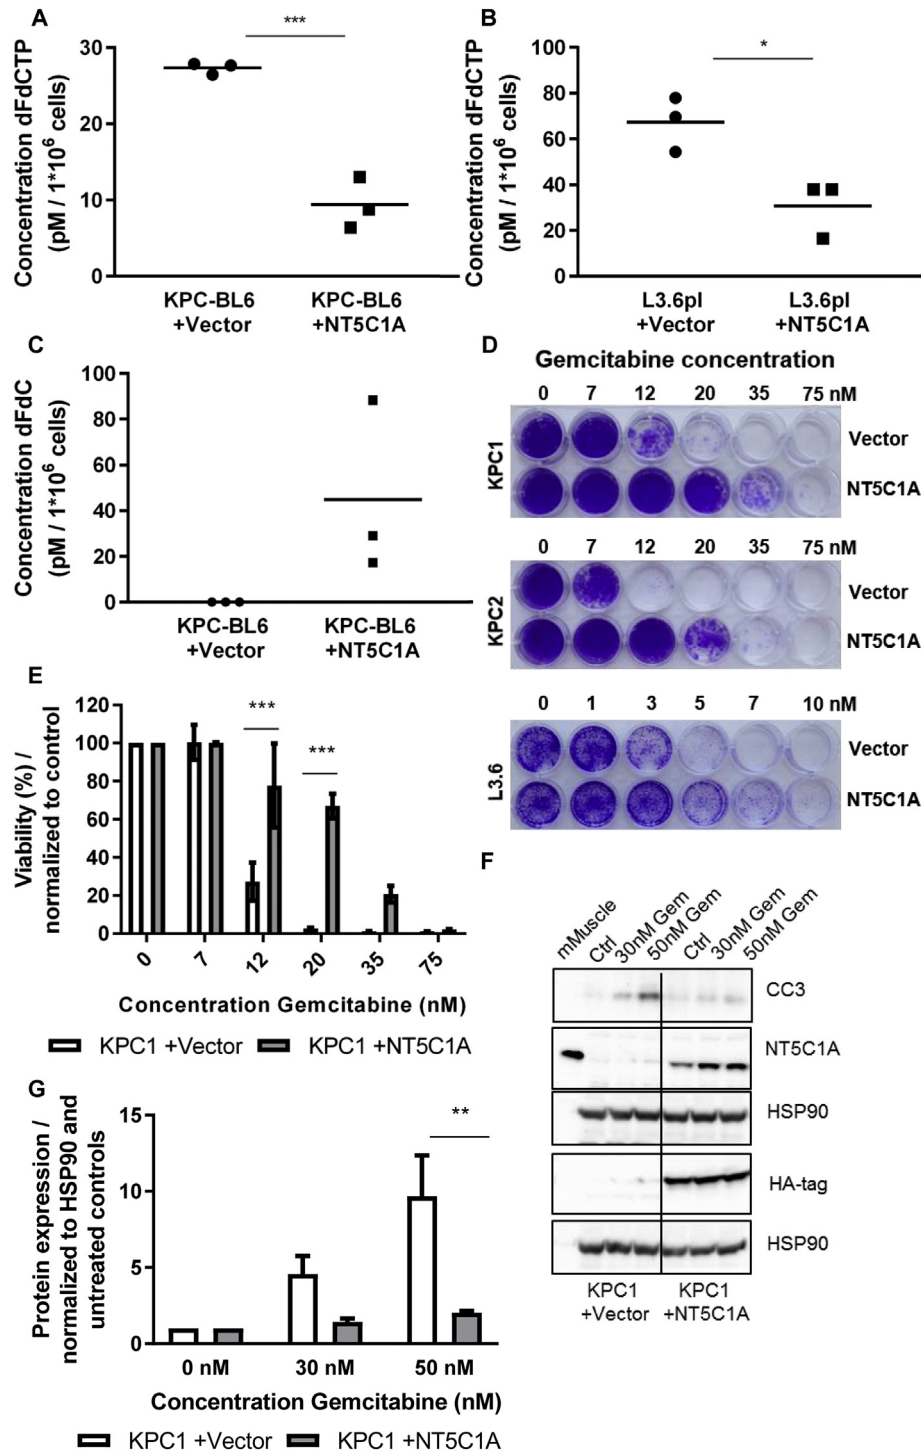 A
Concentration dFdCTP
(pM / 1*10⁶ cells)
30
20
10
0
***
KPC-BL6
+Vector
KPC-BL6
+NT5C1A
B
Concentration dFdCTP
(pM / 1*10⁶ cells)
100
80
60
40
20
0
*
L3.6pl
+Vector
L3.6pl
+NT5C1A
C
Concentration dFdC
(pM / 1*10⁶ cells)
100
80
60
40
20
0
KPC-BL6
+Vector
KPC-BL6
+NT5C1A
D
Gemcitabine concentration
0 7 12 20 35 75 nM
KPC1
Vector
NT5C1A
0 7 12 20 35 75 nM
KPC2
Vector
NT5C1A
0 1 3 5 7 10 nM
L3.6
Vector
NT5C1A
E
Viability (%) /
normalized to control
120
100
80
60
40
20
0
***
***
0 7 12 20 35 75
Concentration Gemcitabine (nM)
KPC1 +Vector KPC1 +NT5C1A
F
mMuscle Ctrl 30nM Gem 50nM Gem Ctrl 30nM Gem 50nM Gem
CC3
NT5C1A
HSP90
HA-tag
HSP90
KPC1
+Vector
KPC1
+NT5C1A
G
Protein expression /
normalized to HSP90 and
untreated controls
15
10
5
0
**
0 nM 30 nM 50 nM
Concentration Gemcitabine (nM)
KPC1 +Vector KPC1 +NT5C1A